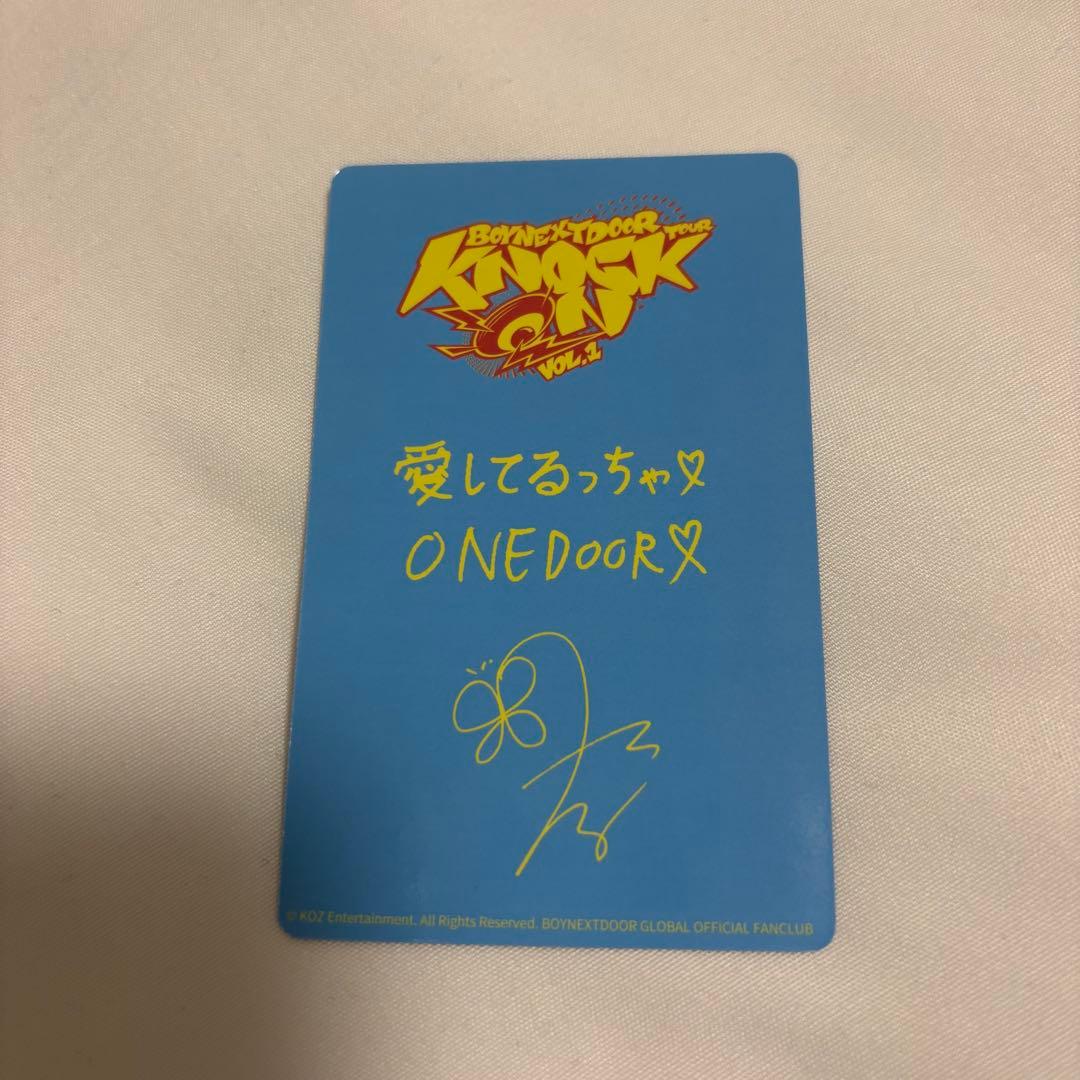 BOYNEXTDOOR TOUR
KNOCK
ON
VOL.1
愛してるっちゃ♡
ONEDOOR♡
© KOZ Entertainment. All Rights Reserved. BOYNEXTDOOR GLOBAL OFFICIAL FANCLUB